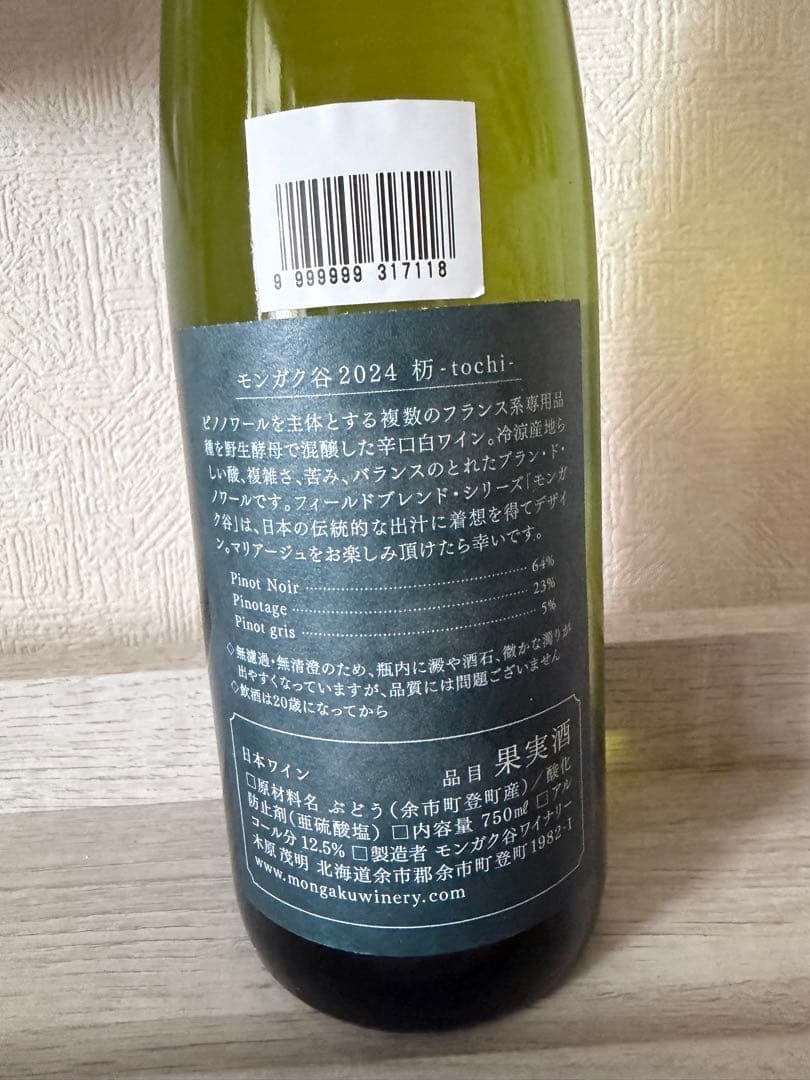 9 999999 317118
モンガク谷2024 栃-tochi-
ピノノワールを主体とする複数のフランス系専用品
種を野生酵母で混醸した辛口白ワイン。冷涼産地ら
しい酸、複雑さ、苦み、バランスのとれたブラン・ド・
ノワールです。フィールドブレンド・シリーズ「モンガ
ク谷」は、日本の伝統的な出汁に着想を得てデザイ
ン。マリアージュをお楽しみ頂けたら幸いです。
Pinot Noir 64%
Pinotage 23%
Pinot gris 5%
◇無濾過・無清澄のため、瓶内に澱や酒石、微かな濁りが
出やすくなっていますが、品質には問題ございません
◇飲酒は20歳になってから
日本ワイン 品目 果実酒
□原材料名 ぶどう(余市町登町産)/酸化
防止剤(亜硫酸塩) □内容量 750㎖ □アル
コール分12.5% □製造者 モンガク谷ワイナリー
木原茂明 北海道余市郡余市町登町1982-1
www.mongakuwinery.com